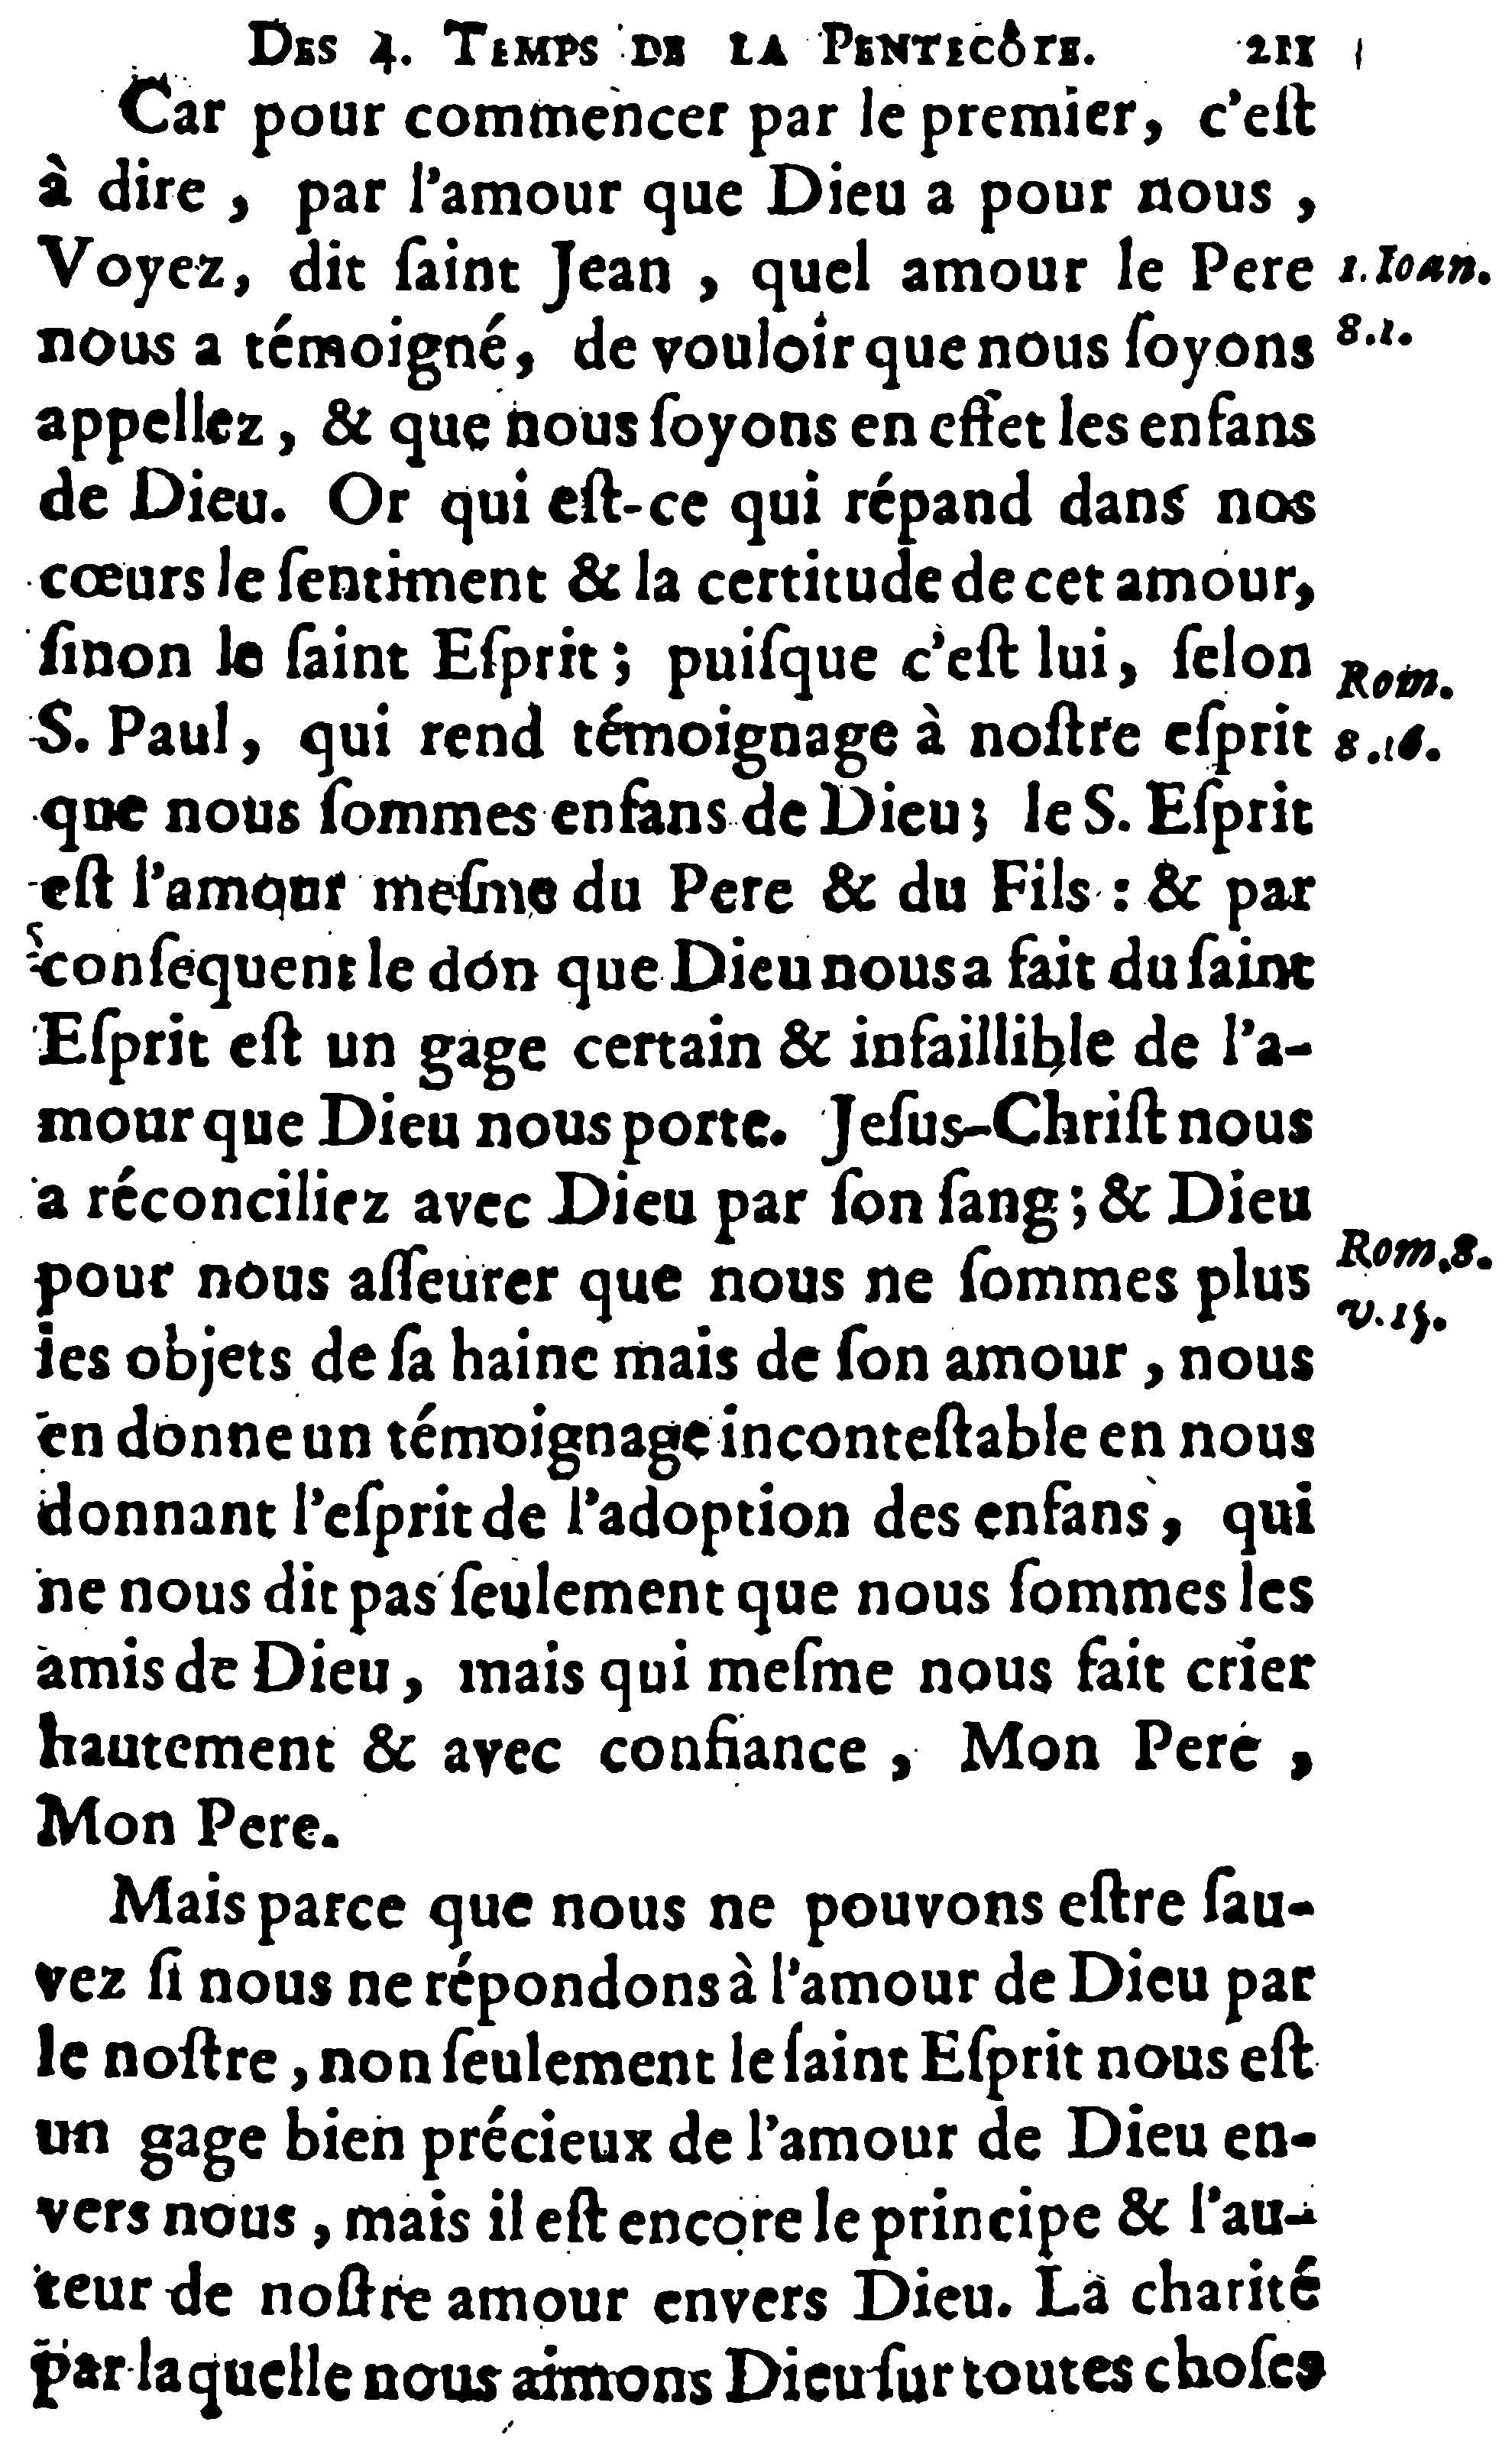 DES 4. TEMPS DE LA PENTECÔTE. 211
Car pour commencer par le premier, c'eſt
à dire, par l'amour que Dieu a pour nous,
Voyez, dit ſaint Jean, quel amour le Pere
1. Ioan.
nous a témoigné, de vouloir que nous ſoyons
8.1.
appellez, & que nous ſoyons en effet les enfans
de Dieu. Or qui eſt-ce qui répand dans nos
cœurs le ſentiment & la certitude de cet amour,
ſinon le ſaint Eſprit; puiſque c'eſt lui, ſelon
Rom.
S. Paul, qui rend témoignage à noſtre eſprit
8.16.
que nous ſommes enfans de Dieu; le S. Eſprit
eſt l'amour meſme du Pere & du Fils : & par
conſequent le don que Dieu nous a fait du ſaint
Eſprit eſt un gage certain & infaillible de l'a-
mour que Dieu nous porte. Jeſus-Chriſt nous
a réconciliez avec Dieu par ſon ſang; & Dieu
Rom.8.
pour nous aſſeurer que nous ne ſommes plus
v.15.
les objets de ſa haine mais de ſon amour, nous
en donne un témoignage inconteſtable en nous
donnant l'eſprit de l'adoption des enfans, qui
ne nous dit pas ſeulement que nous ſommes les
amis de Dieu, mais qui meſme nous fait crier
hautement & avec confiance, Mon Pere,
Mon Pere.
Mais parce que nous ne pouvons eſtre ſau-
vez ſi nous ne répondons à l'amour de Dieu par
le noſtre, non ſeulement le ſaint Eſprit nous eſt
un gage bien précieux de l'amour de Dieu en-
vers nous, mais il eſt encore le principe & l'au-
teur de noſtre amour envers Dieu. La charité
par laquelle nous aimons Dieu ſur toutes choſes